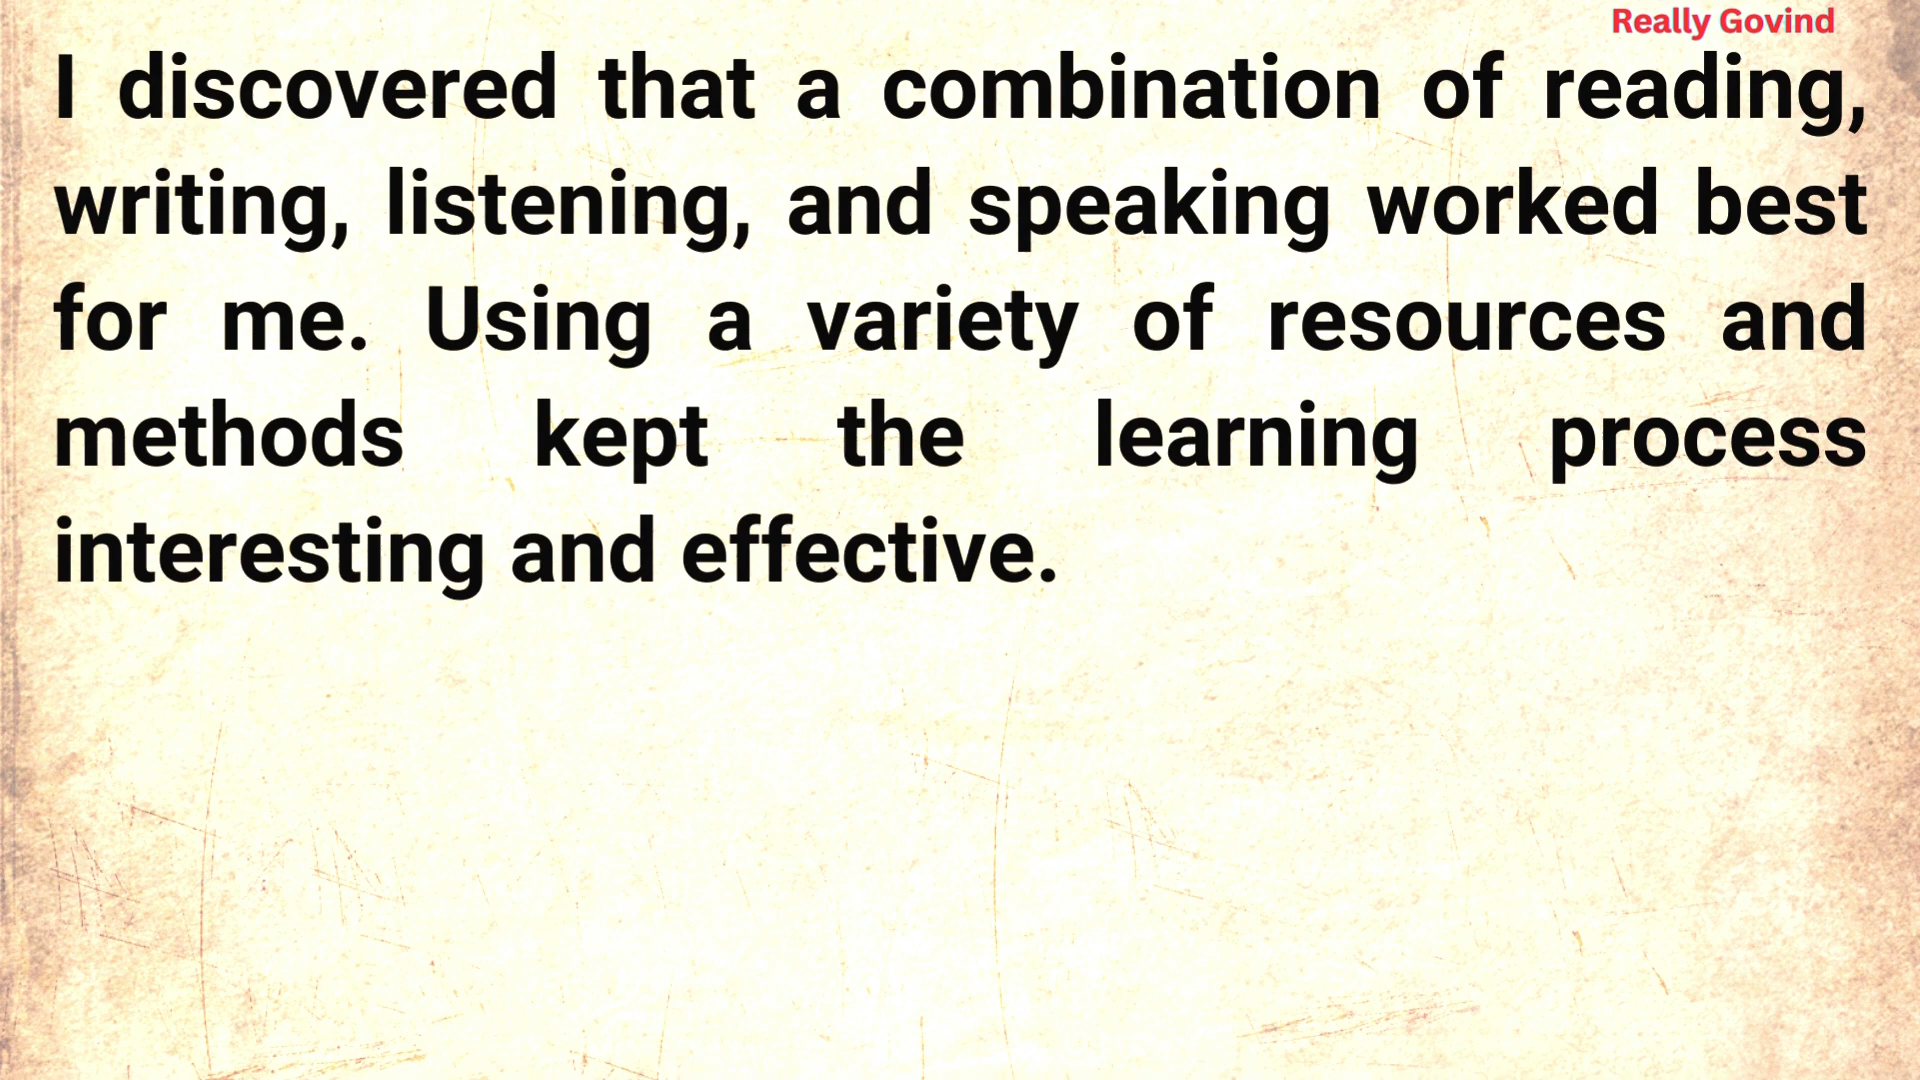 Really Govind
I discovered that a combination of reading,
writing, listening, and speaking worked best
for me. Using a variety of resources and
methods kept the learning process
interesting and effective.